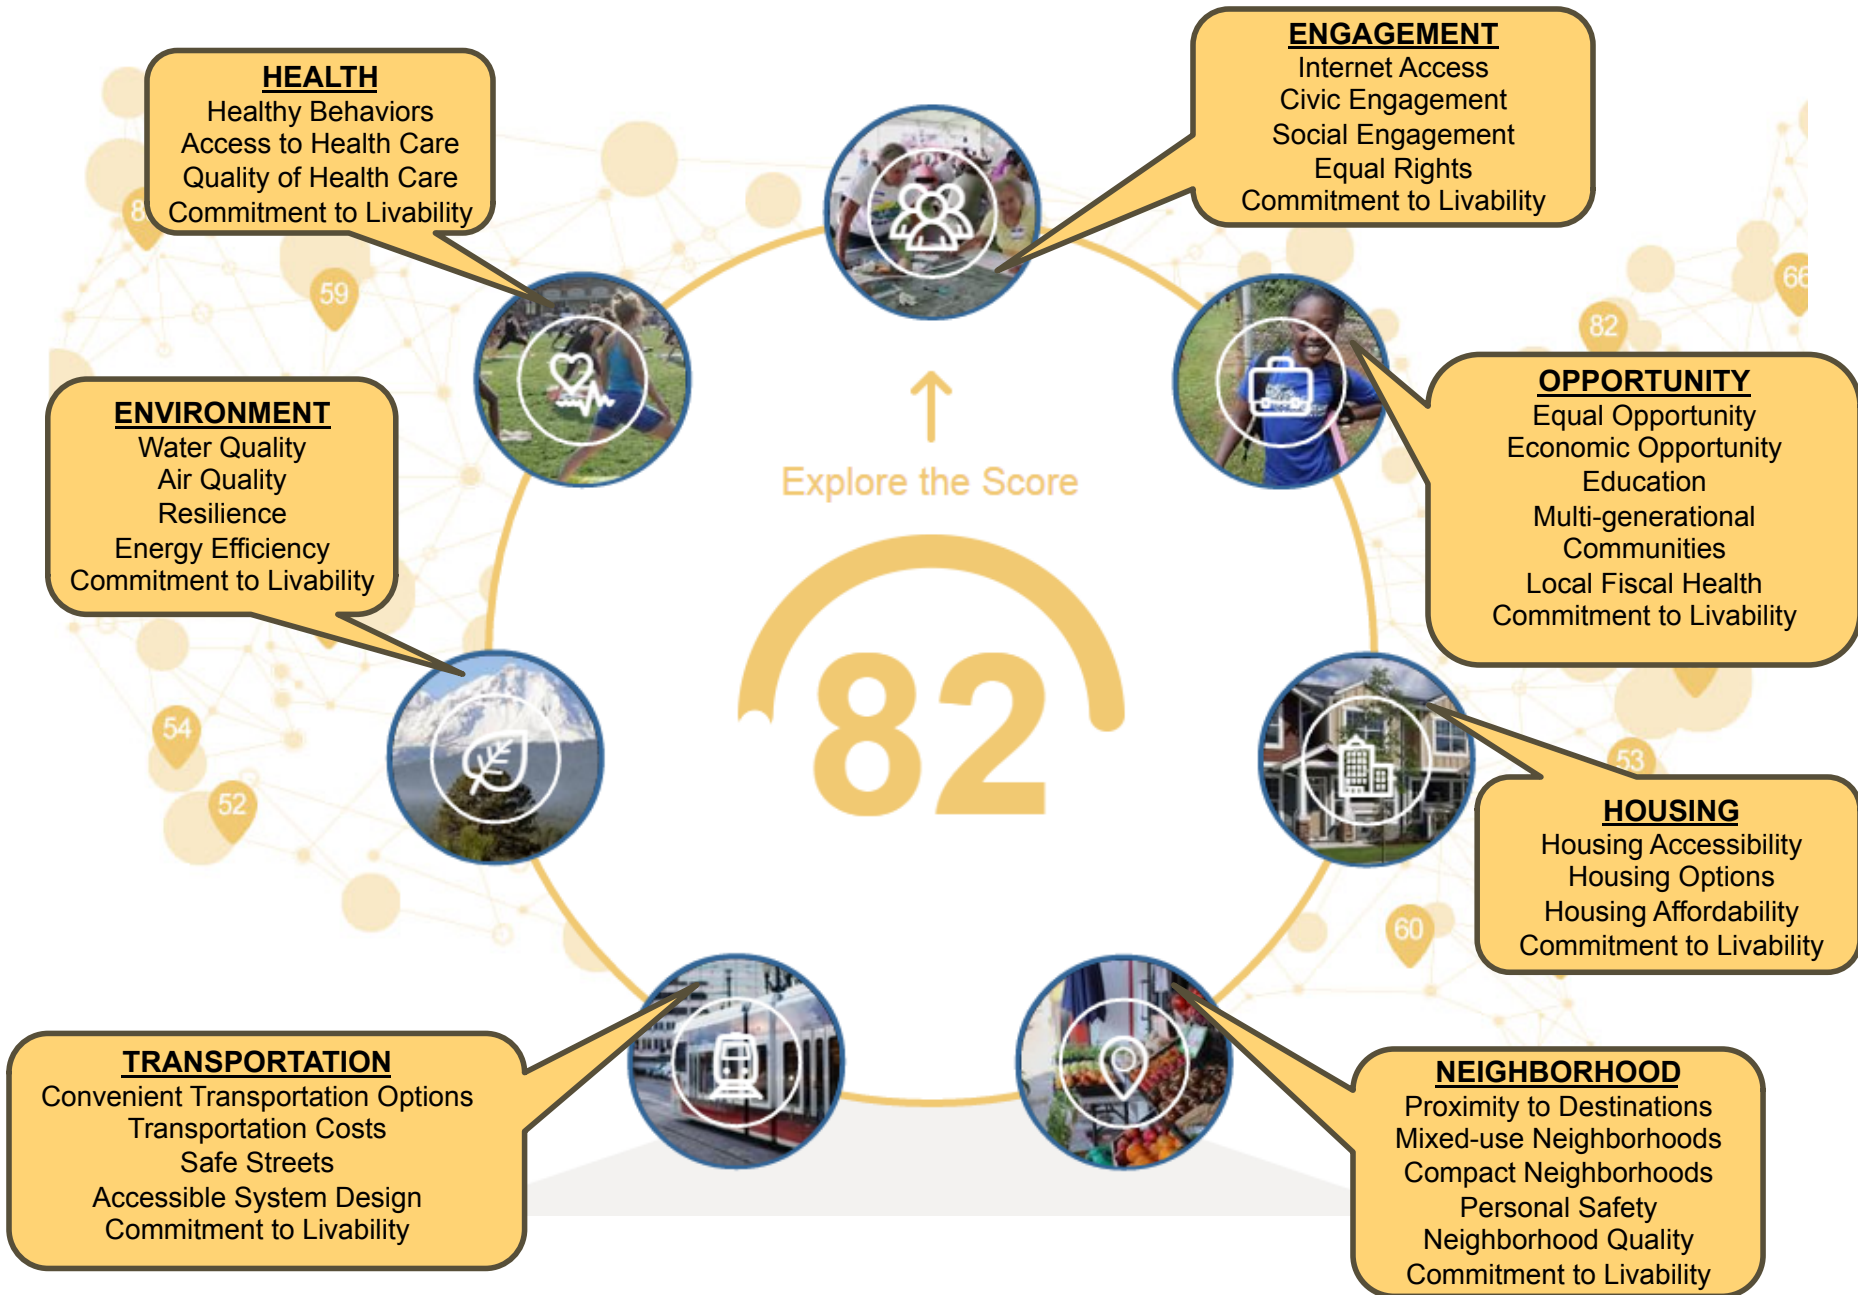 HEALTH
Healthy Behaviors
Access to Health Care
Quality of Health Care
Commitment to Livability
ENGAGEMENT
Internet Access
Civic Engagement
Social Engagement
Equal Rights
Commitment to Livability
OPPORTUNITY
Equal Opportunity
Economic Opportunity
Education
Multi-generational
Communities
Local Fiscal Health
Commitment to Livability
ENVIRONMENT
Water Quality
Air Quality
Resilience
Energy Efficiency
Commitment to Livability
HOUSING
Housing Accessibility
Housing Options
Housing Affordability
Commitment to Livability
TRANSPORTATION
Convenient Transportation Options
Transportation Costs
Safe Streets
Accessible System Design
Commitment to Livability
NEIGHBORHOOD
Proximity to Destinations
Mixed-use Neighborhoods
Compact Neighborhoods
Personal Safety
Neighborhood Quality
Commitment to Livability
Explore the Score
82
59
54
52
82
66
53
60